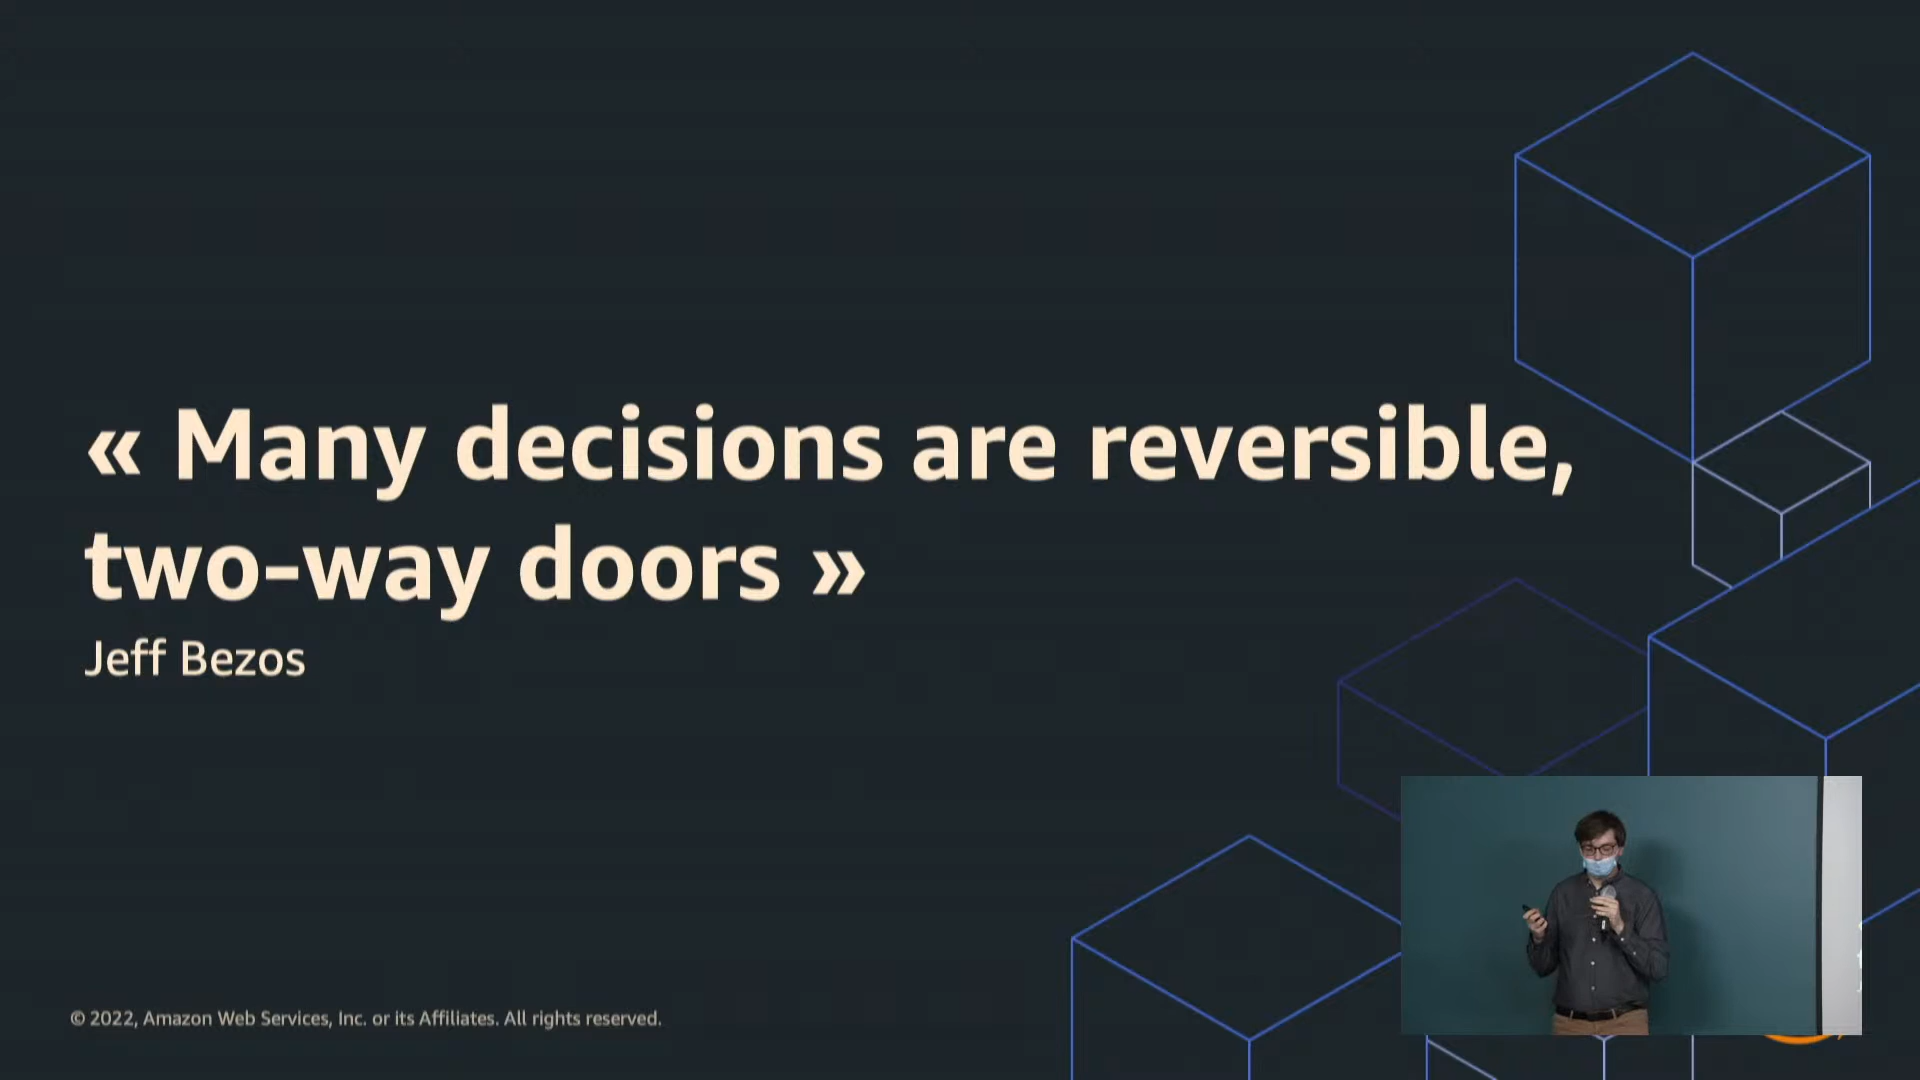 « Many decisions are reversible,
two-way doors »
Jeff Bezos
© 2022, Amazon Web Services, Inc. or its Affiliates. All rights reserved.